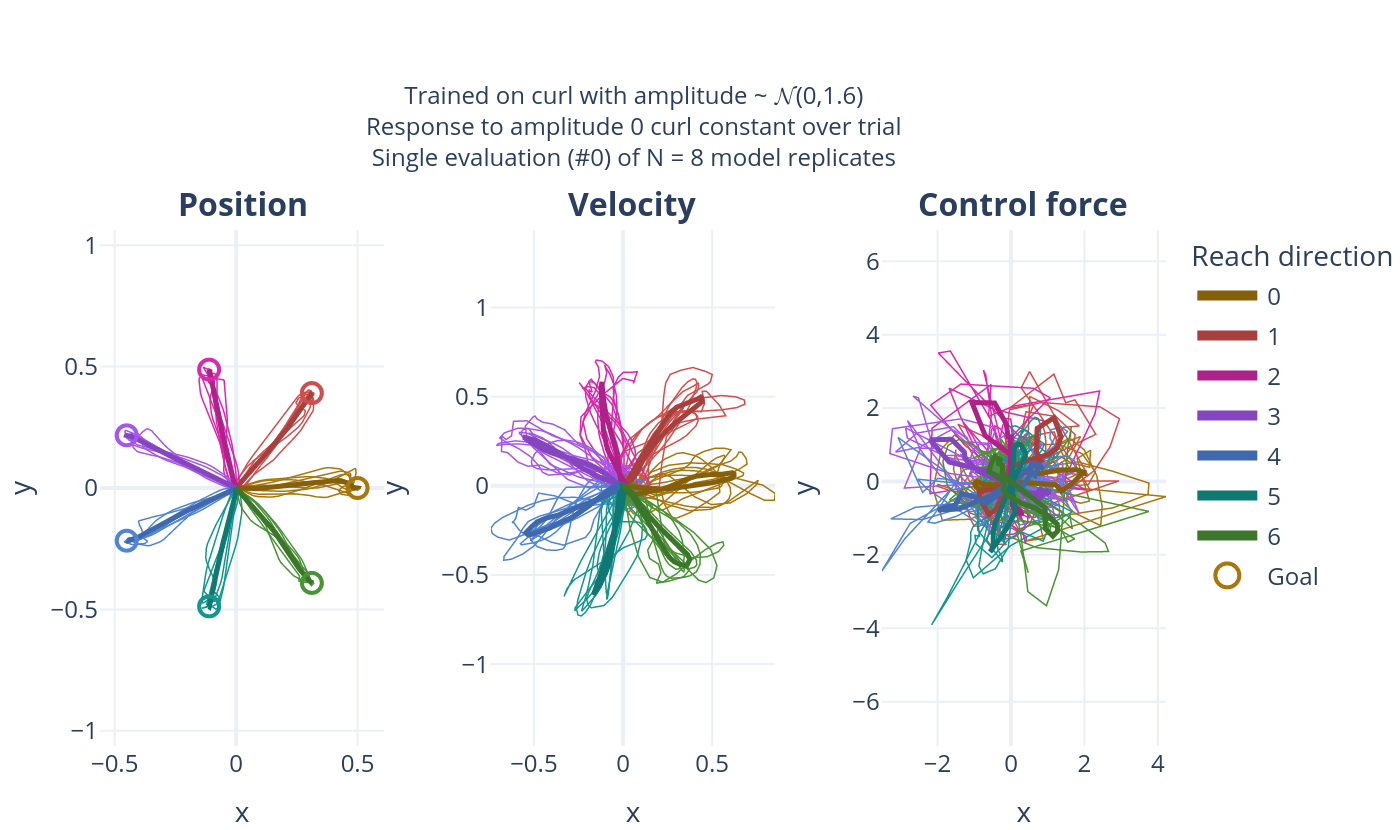 Trained on curl with amplitude ~ 𝒩(0,1.6)
Response to amplitude 0 curl constant over trial
Single evaluation (#0) of N = 8 model replicates
Position
Velocity
Control force
1
0.5
0
−0.5
−1
−0.5
0
0.5
x
y
1
0.5
0
−0.5
−1
−0.5
0
0.5
x
y
6
4
2
0
−2
−4
−6
−2
0
2
4
x
y
Reach direction
0
1
2
3
4
5
6
Goal